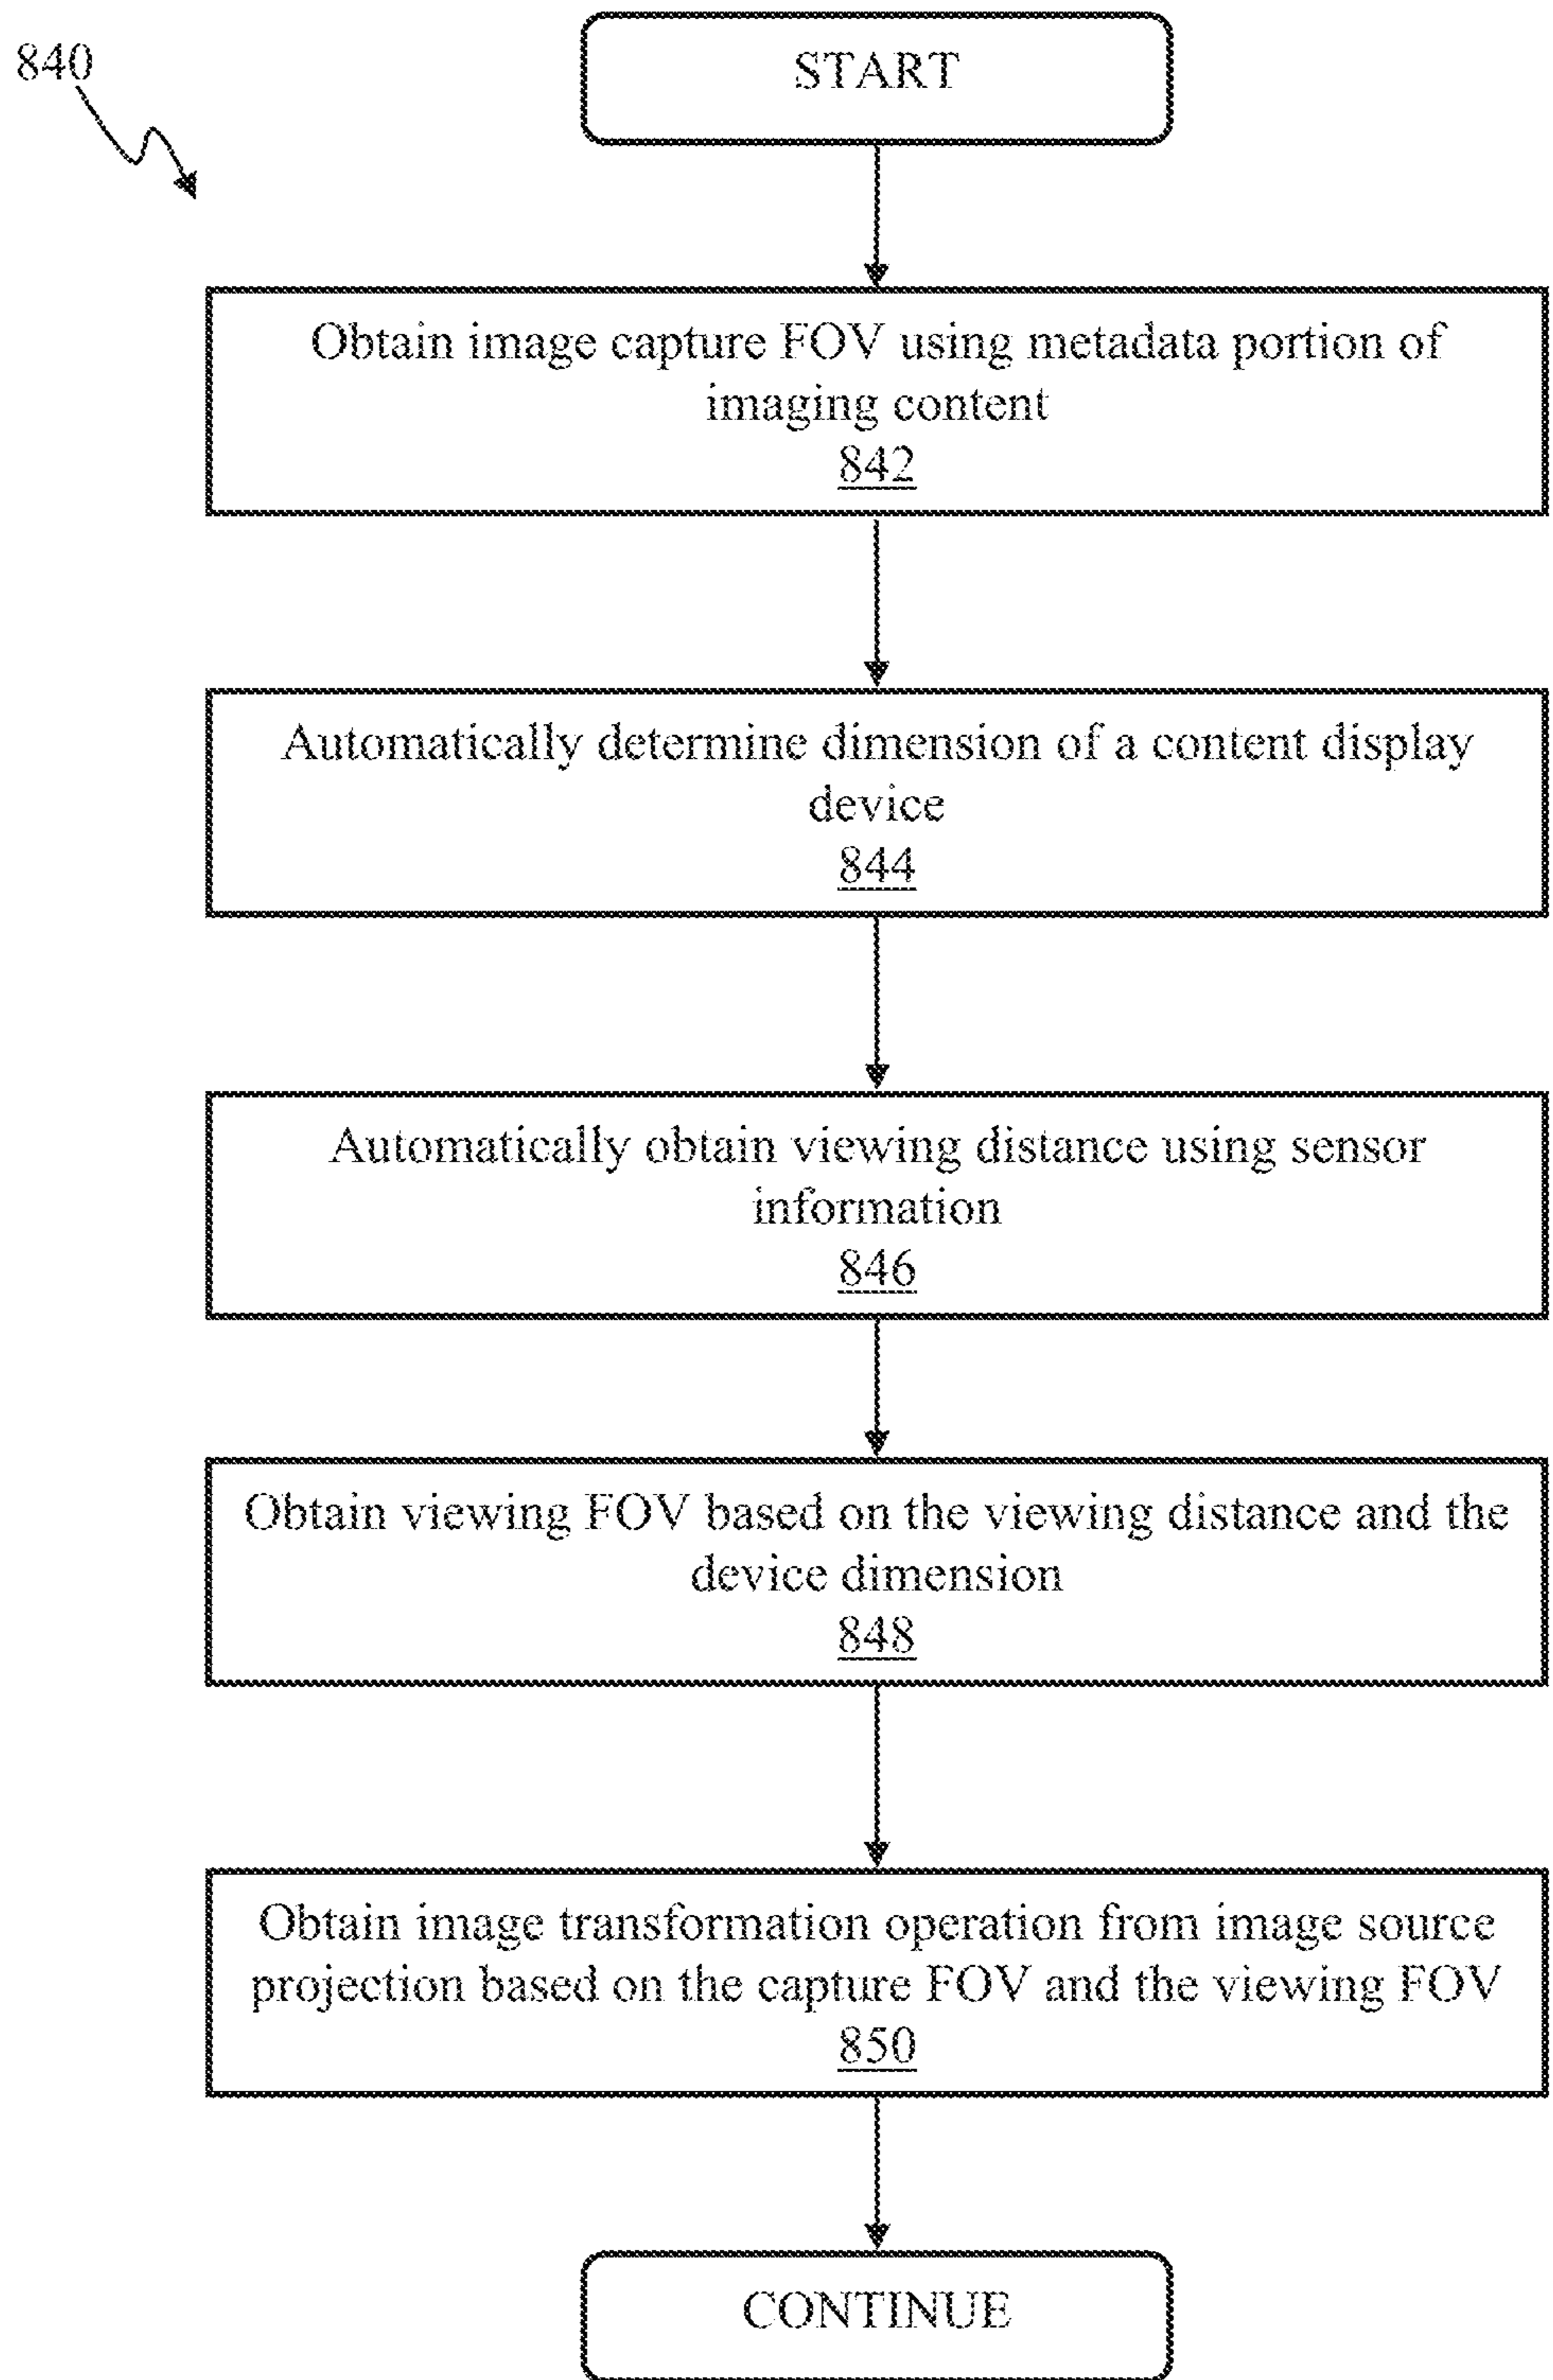 840
START
Obtain image capture FOV using metadata portion of
imaging content
842
Automatically determine dimension of a content display
device
844
Automatically obtain viewing distance using sensor
information
846
Obtain viewing FOV based on the viewing distance and the
device dimension
848
Obtain image transformation operation from image source
projection based on the capture FOV and the viewing FOV
850
CONTINUE